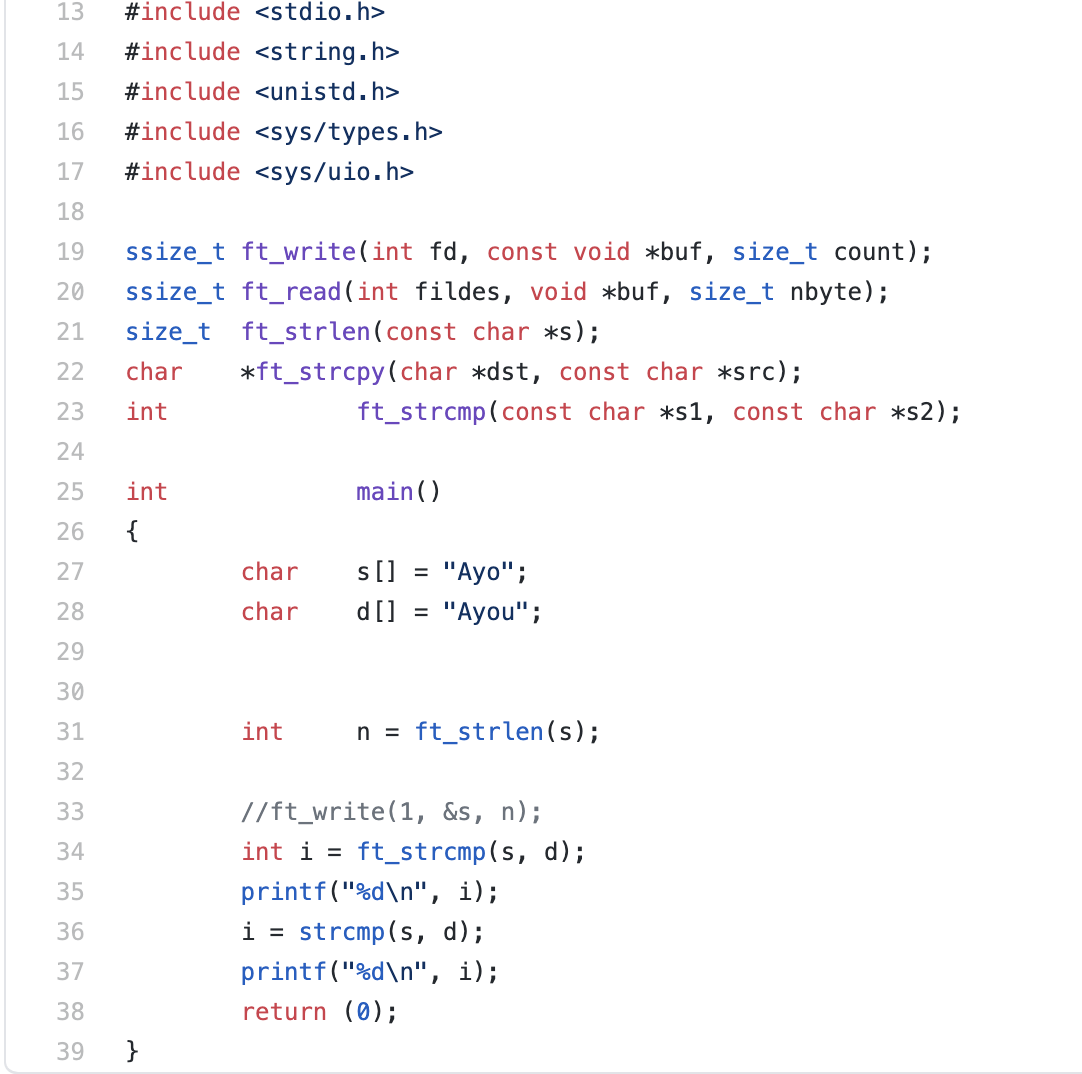 13 #include <stdio.h>
14 #include <string.h>
15 #include <unistd.h>
16 #include <sys/types.h>
17 #include <sys/uio.h>
18
19 ssize_t ft_write(int fd, const void *buf, size_t count);
20 ssize_t ft_read(int fildes, void *buf, size_t nbyte);
21 size_t  ft_strlen(const char *s);
22 char    *ft_strcpy(char *dst, const char *src);
23 int             ft_strcmp(const char *s1, const char *s2);
24
25 int             main()
26 {
27         char    s[] = "Ayo";
28         char    d[] = "Ayou";
29
30
31         int     n = ft_strlen(s);
32
33         //ft_write(1, &s, n);
34         int i = ft_strcmp(s, d);
35         printf("%d\n", i);
36         i = strcmp(s, d);
37         printf("%d\n", i);
38         return (0);
39 }